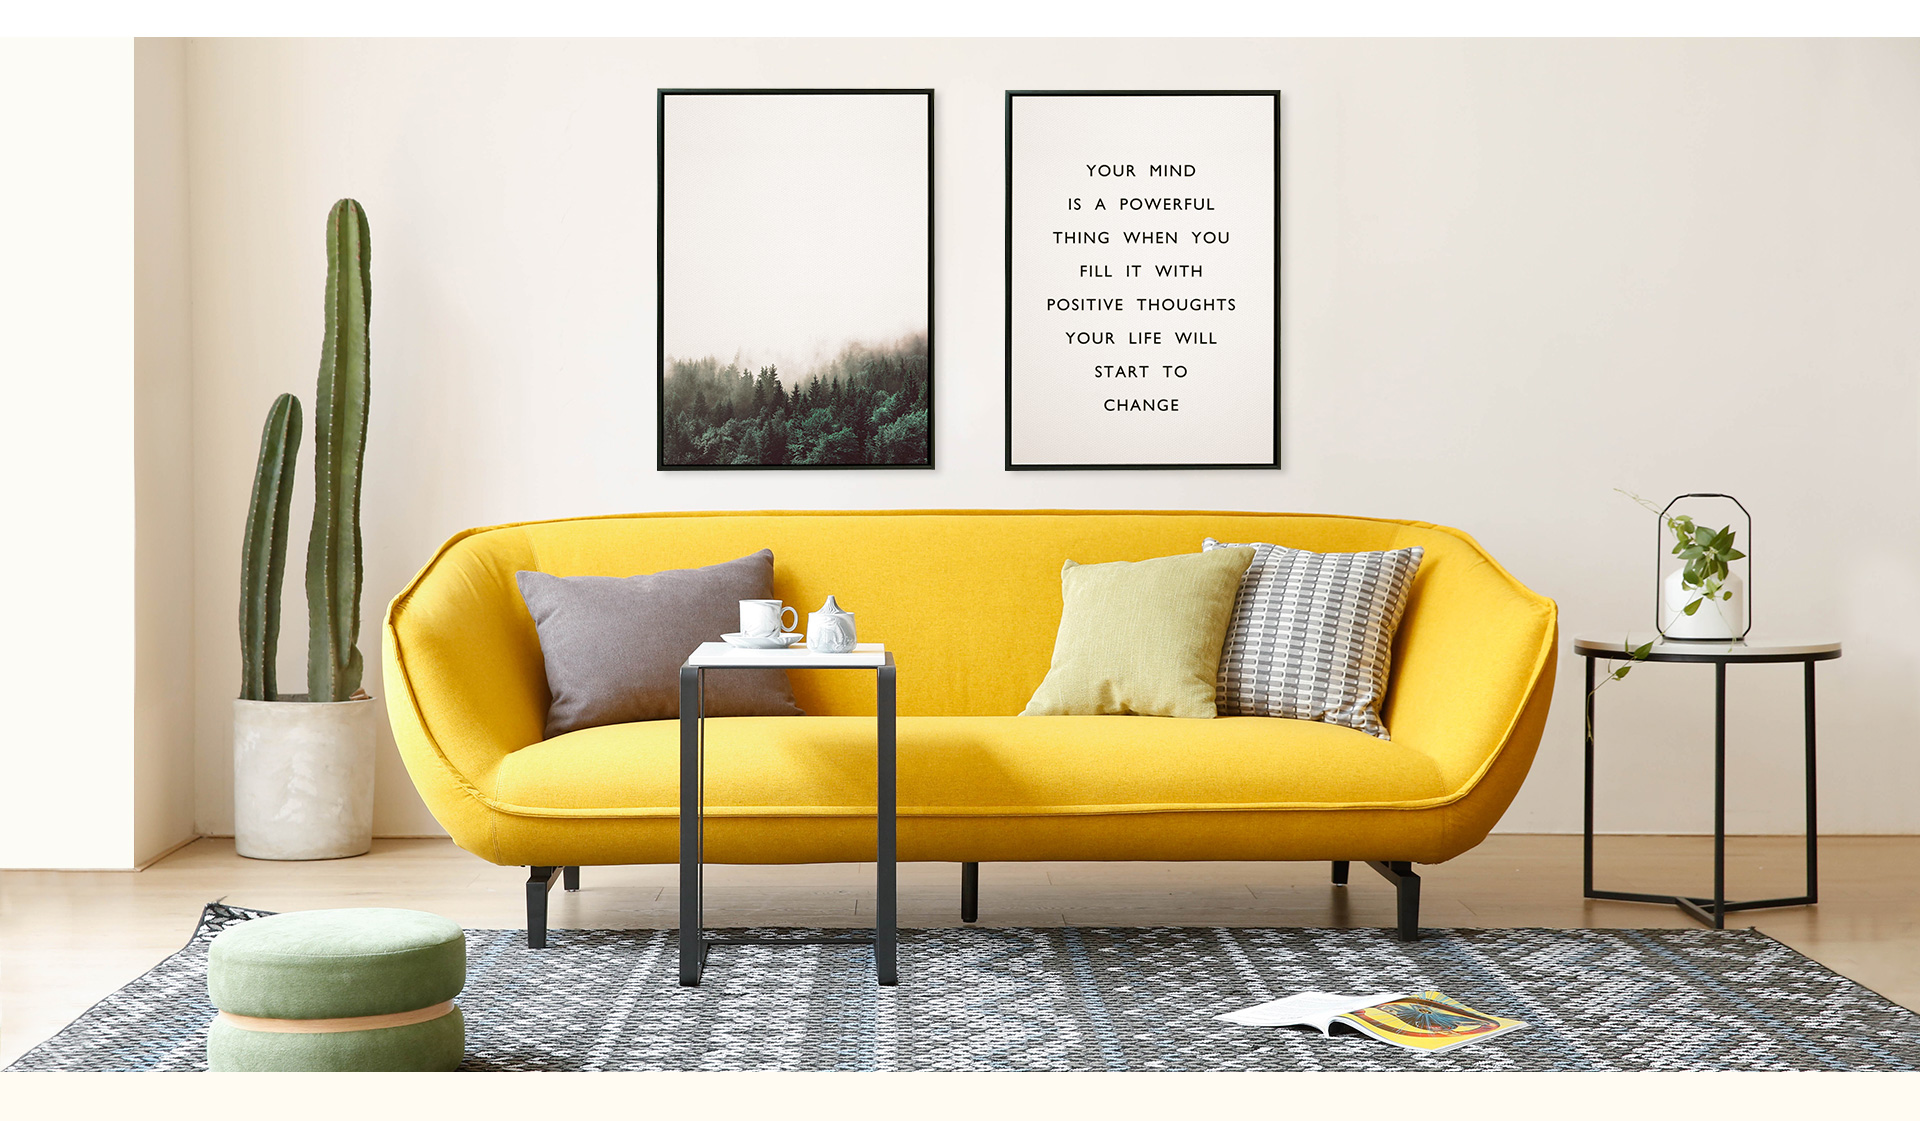 YOUR MIND
IS A POWERFUL
THING WHEN YOU
FILL IT WITH
POSITIVE THOUGHTS
YOUR LIFE WILL
START TO
CHANGE